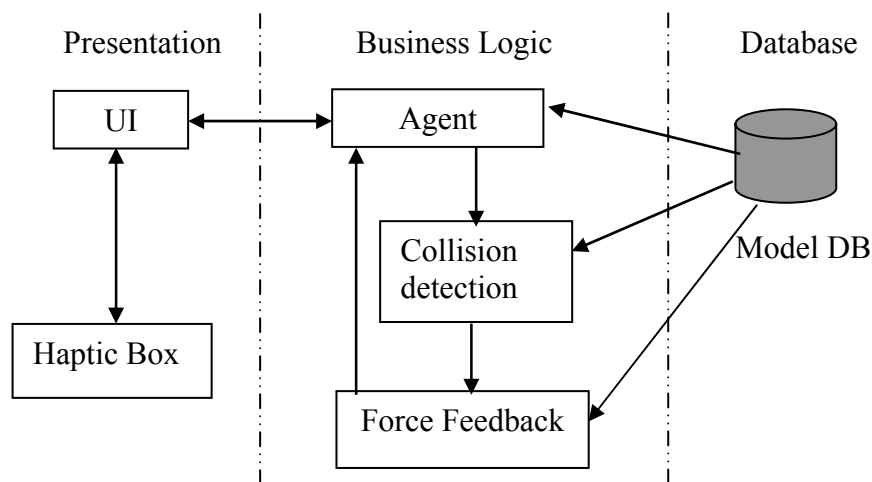 Presentation
Business Logic
Database
UI
Agent
Collision
detection
Model DB
Haptic Box
Force Feedback